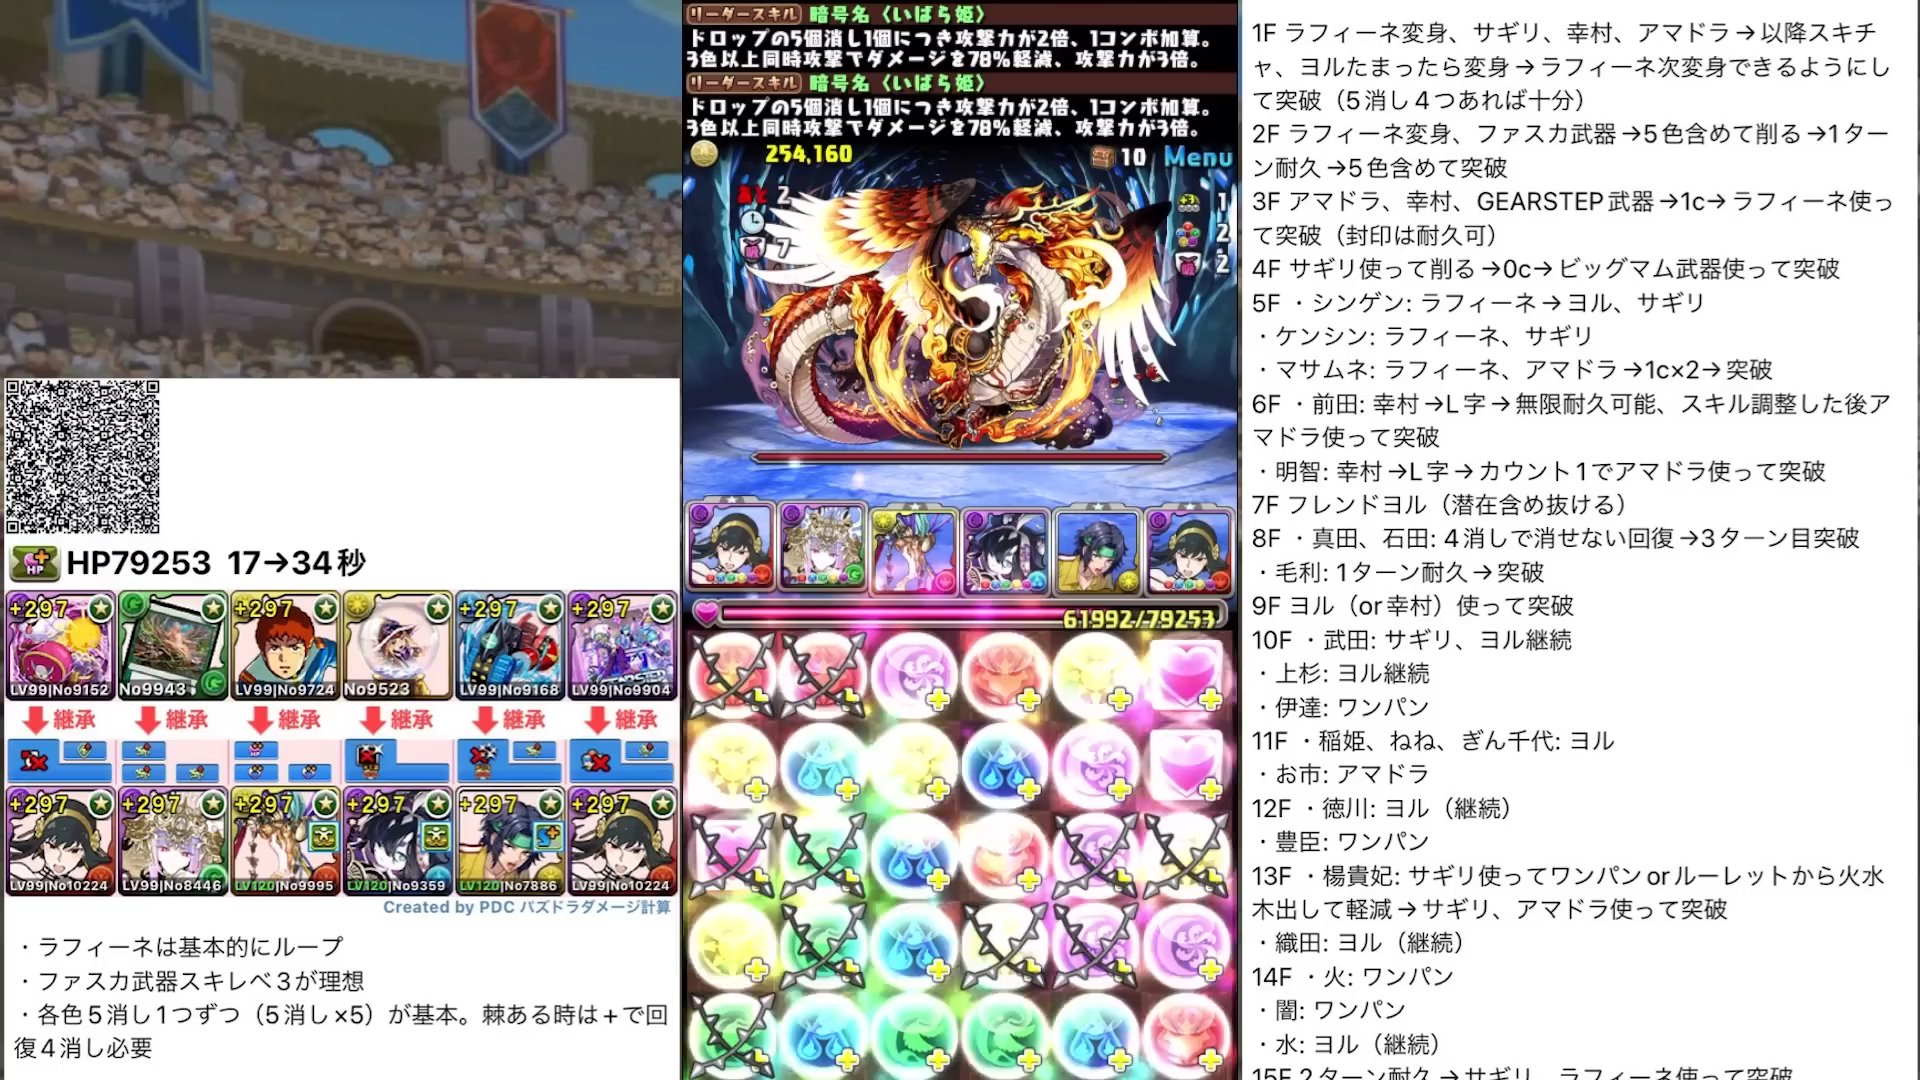 リーダースキル 暗号名〈いばら姫〉
ドロップの5個消し1個につき攻撃力が2倍、1コンボ加算。
3色以上同時攻撃でダメージを78%軽減、攻撃力が3倍。
リーダースキル 暗号名〈いばら姫〉
ドロップの5個消し1個につき攻撃力が2倍、1コンボ加算。
3色以上同時攻撃でダメージを78%軽減、攻撃力が3倍。
254,160
10 Menu
あと 2
7
1
2
2
61992/79253
HP79253 17→34秒
+297 +297 +297 +297
LV99|No9152 No9943 LV99|No9724 No9523 LV99|No9168 LV99|No9904
継承 継承 継承 継承 継承 継承
+297 +297 +297 +297 +297 +297
LV99|No10224 LV99|No8446 LV120|No9995 LV120|No9359 LV120|No7886 LV99|No10224
Created by PDC パズドラダメージ計算
・ラフィーネは基本的にループ
・ファスカ武器スキレベ3が理想
・各色5消し1つずつ（5消し×5）が基本。棘ある時は＋で回
復4消し必要
1F ラフィーネ変身、サギリ、幸村、アマドラ→以降スキチ
ャ、ヨルたまったら変身→ラフィーネ次変身できるようにし
て突破（5消し4つあれば十分）
2F ラフィーネ変身、ファスカ武器→5色含めて削る→1ター
ン耐久→5色含めて突破
3F アマドラ、幸村、GEARSTEP武器→1c→ラフィーネ使っ
て突破（封印は耐久可）
4F サギリ使って削る→0c→ビッグマム武器使って突破
5F ・シンゲン: ラフィーネ→ヨル、サギリ
・ケンシン: ラフィーネ、サギリ
・マサムネ: ラフィーネ、アマドラ→1c×2→突破
6F ・前田: 幸村→L字→無限耐久可能、スキル調整した後ア
マドラ使って突破
・明智: 幸村→L字→カウント1でアマドラ使って突破
7F フレンドヨル（潜在含め抜ける）
8F ・真田、石田: 4消しで消せない回復→3ターン目突破
・毛利: 1ターン耐久→突破
9F ヨル（or幸村）使って突破
10F ・武田: サギリ、ヨル継続
・上杉: ヨル継続
・伊達: ワンパン
11F ・稲姫、ねね、ぎん千代: ヨル
・お市: アマドラ
12F ・徳川: ヨル（継続）
・豊臣: ワンパン
13F ・楊貴妃: サギリ使ってワンパンorルーレットから火水
木出して軽減→サギリ、アマドラ使って突破
・織田: ヨル（継続）
14F ・火: ワンパン
・闇: ワンパン
・水: ヨル（継続）
15F 2ターン耐久→サギリ、ラフィーネ使って突破